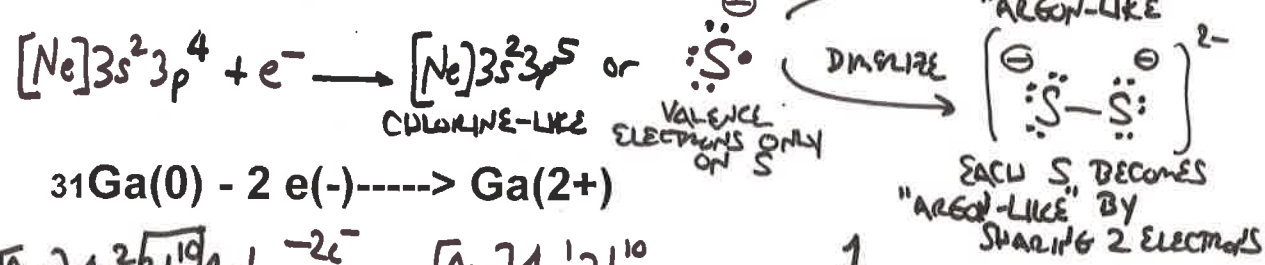 "ARGON-LIKE
[Ne]3s²3p⁴ + e⁻ → [Ne]3s²3p⁵ or ⊖ :S̈• DIMERIZE [⊖ ⊖ :S̈—S̈:]²⁻
CHLORINE-LIKE
VALENCE
ELECTRONS ONLY
ON S
EACH S BECOMES
"ARGON-LIKE" BY
SHARING 2 ELECTRONS
31Ga(0) - 2 e(-)-----> Ga(2+)
-2e⁻